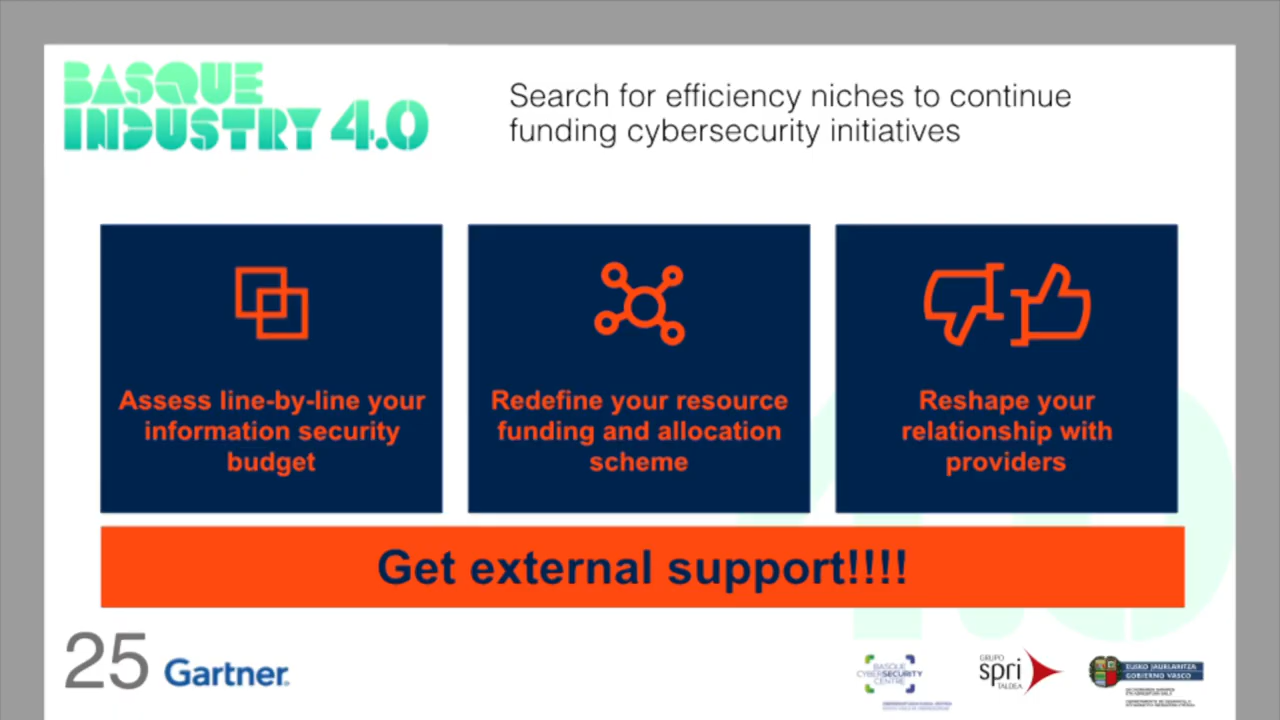 BASQUE
INDUSTRY 4.0
Search for efficiency niches to continue
funding cybersecurity initiatives
Assess line-by-line your
information security
budget
Redefine your resource
funding and allocation
scheme
Reshape your
relationship with
providers
Get external support!!!!
25 Gartner
BASQUE
CYBERSECURITY
CENTRE
GRUPO
spri
TALDEA
EUSKO JAURLARITZA
GOBIERNO VASCO